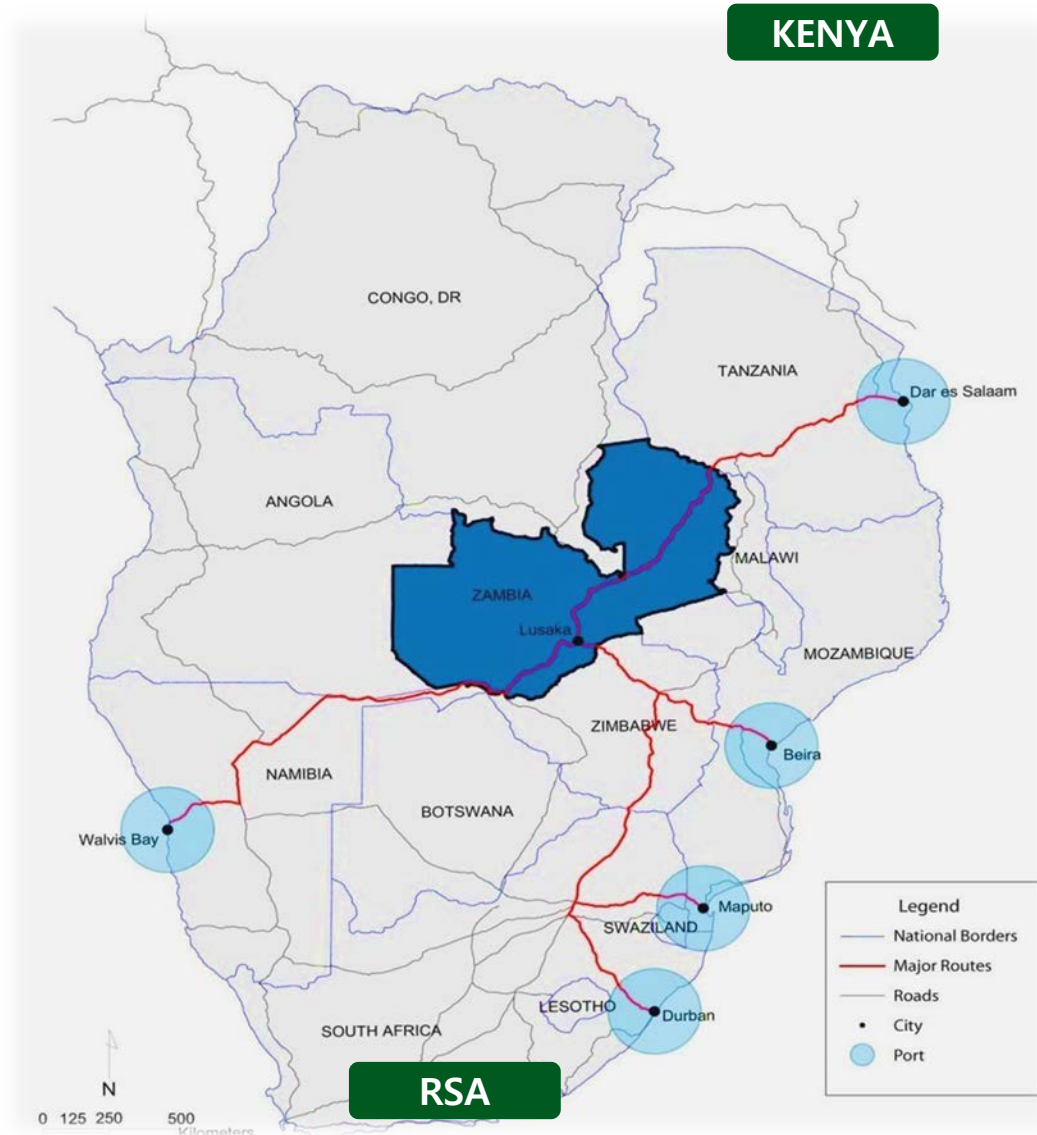 KENYA
CONGO, DR
TANZANIA
Dar es Salaam
ANGOLA
MALAWI
ZAMBIA
Lusaka
MOZAMBIQUE
ZIMBABWE
Beira
NAMIBIA
BOTSWANA
Walvis Bay
Maputo
SWAZILAND
LESOTHO
Durban
SOUTH AFRICA
RSA
Legend
National Borders
Major Routes
Roads
City
Port
N
0 125 250 500
Kilometers